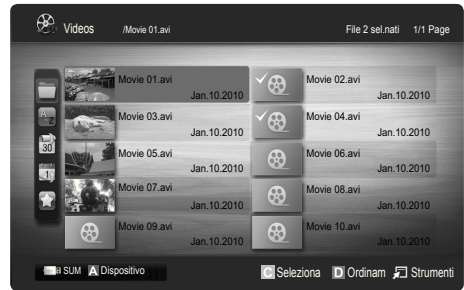 Videos /Movie 01.avi File 2 sel.nati 1/1 Page
Movie 01.avi Movie 02.avi
Jan.10.2010 Jan.10.2010
Movie 03.avi Movie 04.avi
Jan.10.2010 Jan.10.2010
Movie 05.avi Movie 06.avi
Jan.10.2010 Jan.10.2010
Movie 07.avi Movie 08.avi
Jan.10.2010 Jan.10.2010
Movie 09.avi Movie 10.avi
Jan.10.2010 Jan.10.2010
30
1
SUM A Dispositivo C Seleziona D Ordinam Strumenti